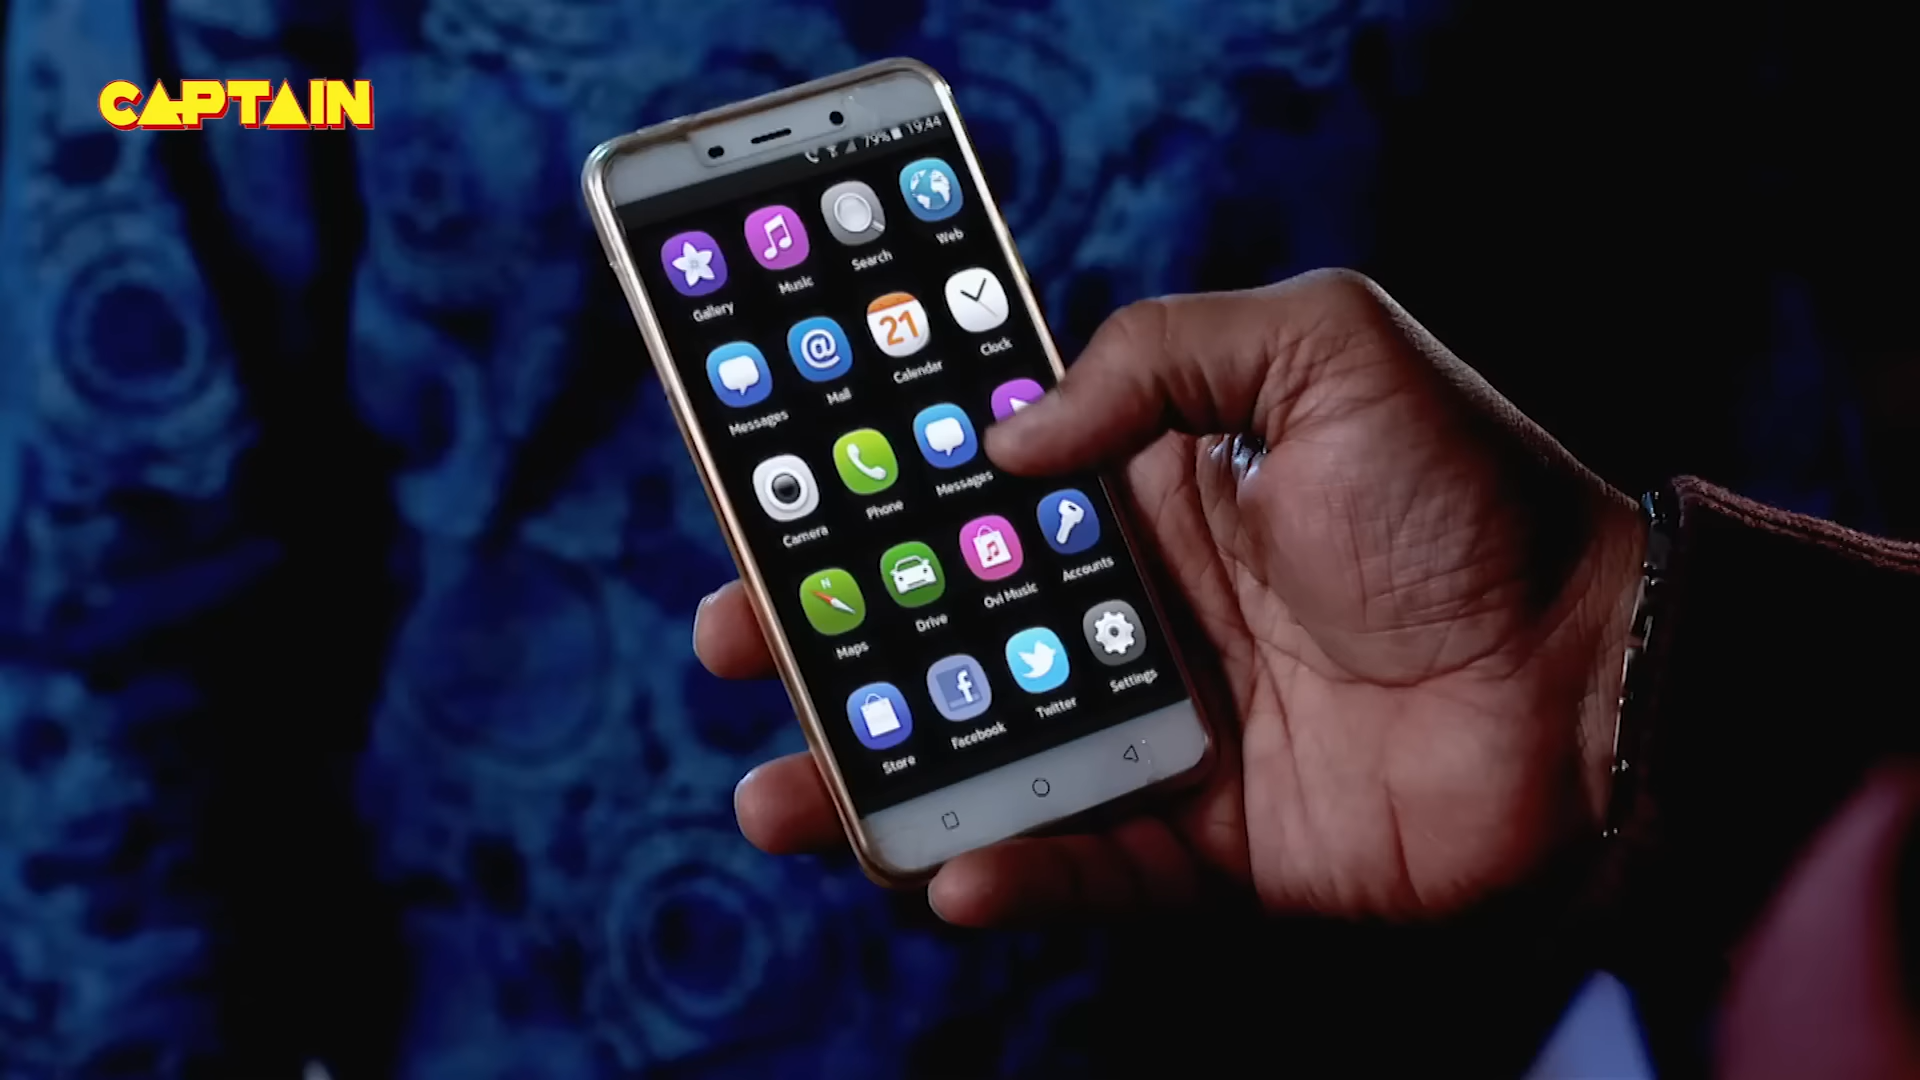 CAPTAIN
79% 19:44
Gallery Music Search Web
Messages Mail Calendar Clock
21
Camera Phone Messages
N
Maps Drive Ovi Music Accounts
Store Facebook Twitter Settings